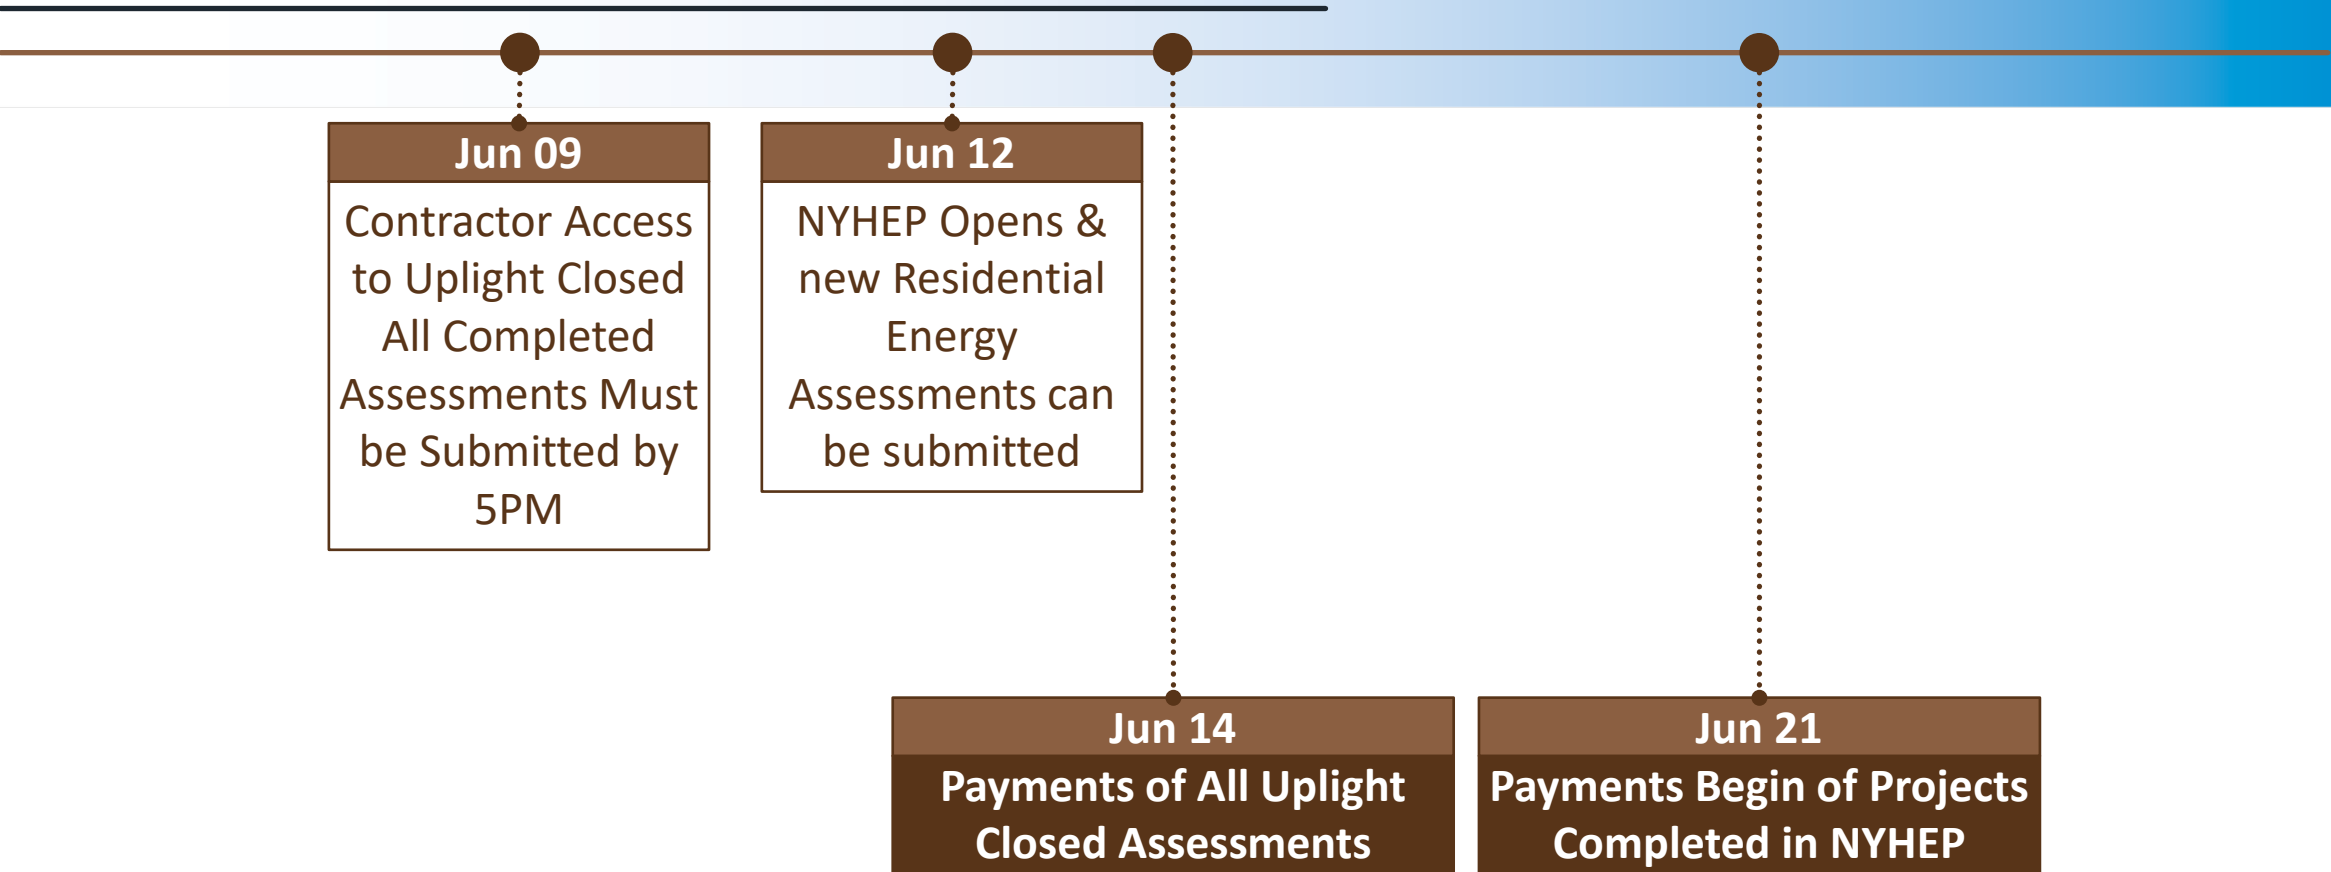 Jun 09
Contractor Access
to Uplight Closed
All Completed
Assessments Must
be Submitted by
5PM
Jun 12
NYHEP Opens &
new Residential
Energy
Assessments can
be submitted
Jun 14
Payments of All Uplight
Closed Assessments
Jun 21
Payments Begin of Projects
Completed in NYHEP